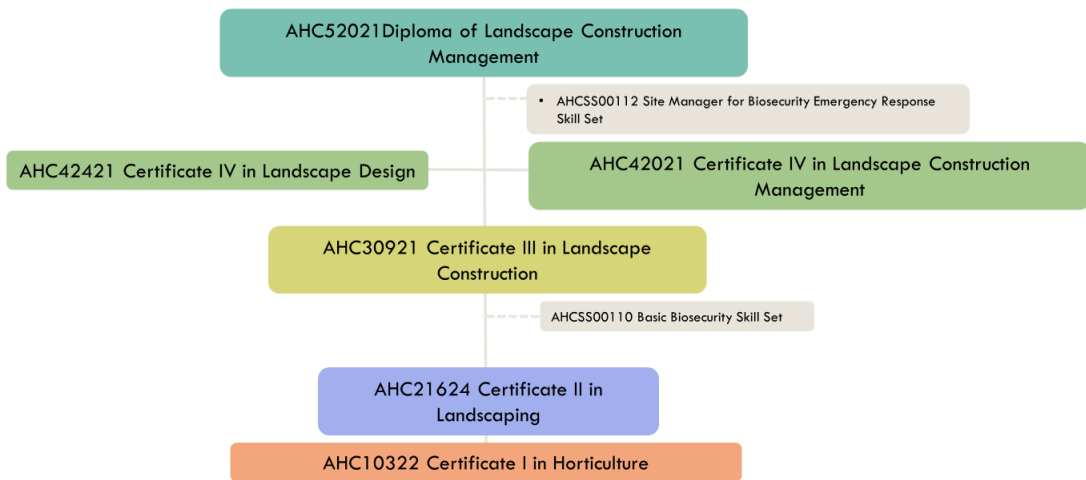 AHC52021Diploma of Landscape Construction
Management
• AHCSS00112 Site Manager for Biosecurity Emergency Response
Skill Set
AHC42421 Certificate IV in Landscape Design
AHC42021 Certificate IV in Landscape Construction
Management
AHC30921 Certificate III in Landscape
Construction
AHCSS00110 Basic Biosecurity Skill Set
AHC21624 Certificate II in
Landscaping
AHC10322 Certificate I in Horticulture